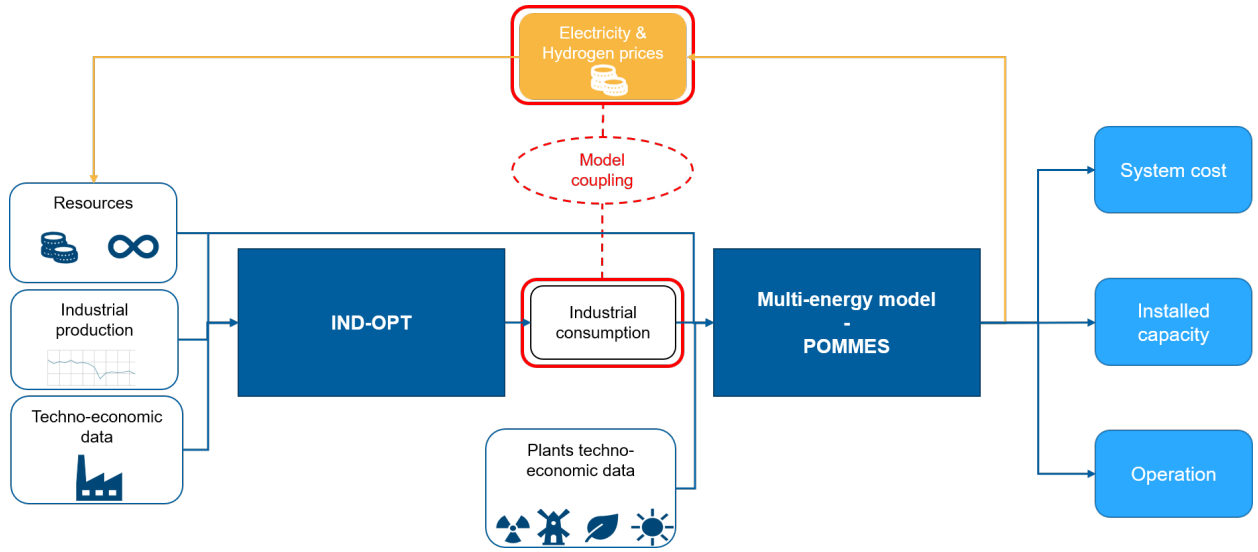 Electricity &
Hydrogen prices
Model
coupling
Resources
Industrial
production
Techno-economic
data
IND-OPT
Industrial
consumption
Plants techno-
economic data
Multi-energy model
-
POMMES
System cost
Installed
capacity
Operation